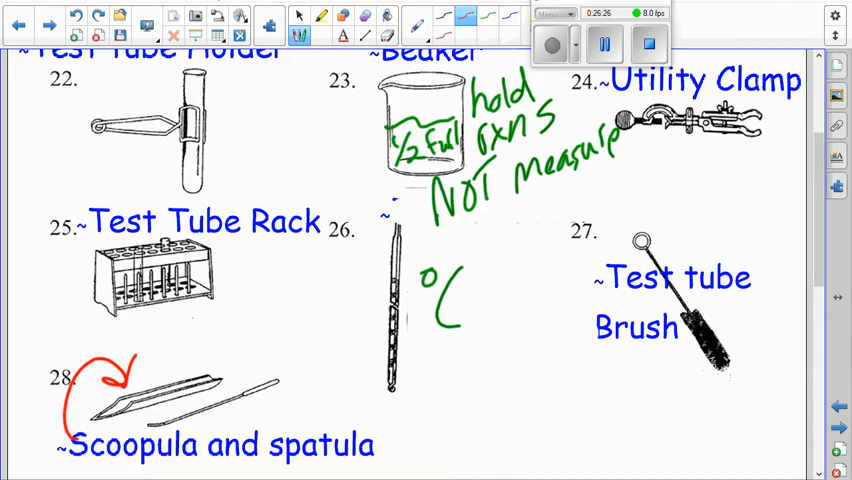 Menu
0:26:26
8.0 fps
~Test Tube Holder
~Beaker
22.
23.
24.
~Utility Clamp
hold
rxns
1/2 full
NOT measure
25.
~Test Tube Rack
26.
~
27.
°C
~Test tube
Brush
28.
~Scoopula and spatula
A